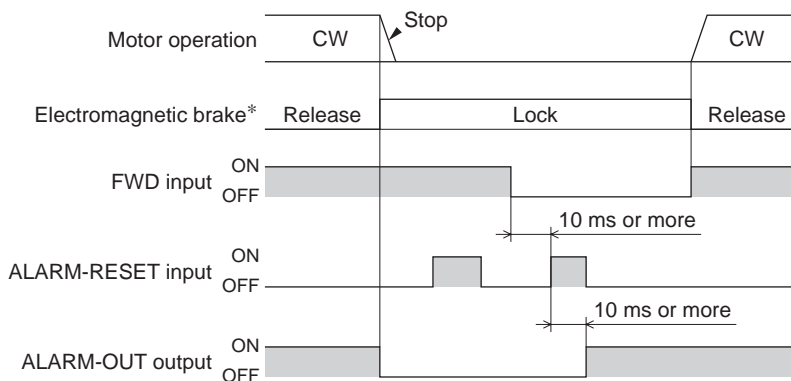 Motor operation
CW
Stop
CW
Electromagnetic brake*
Release
Lock
Release
FWD input
ON
OFF
10 ms or more
ALARM-RESET input
ON
OFF
10 ms or more
ALARM-OUT output
ON
OFF